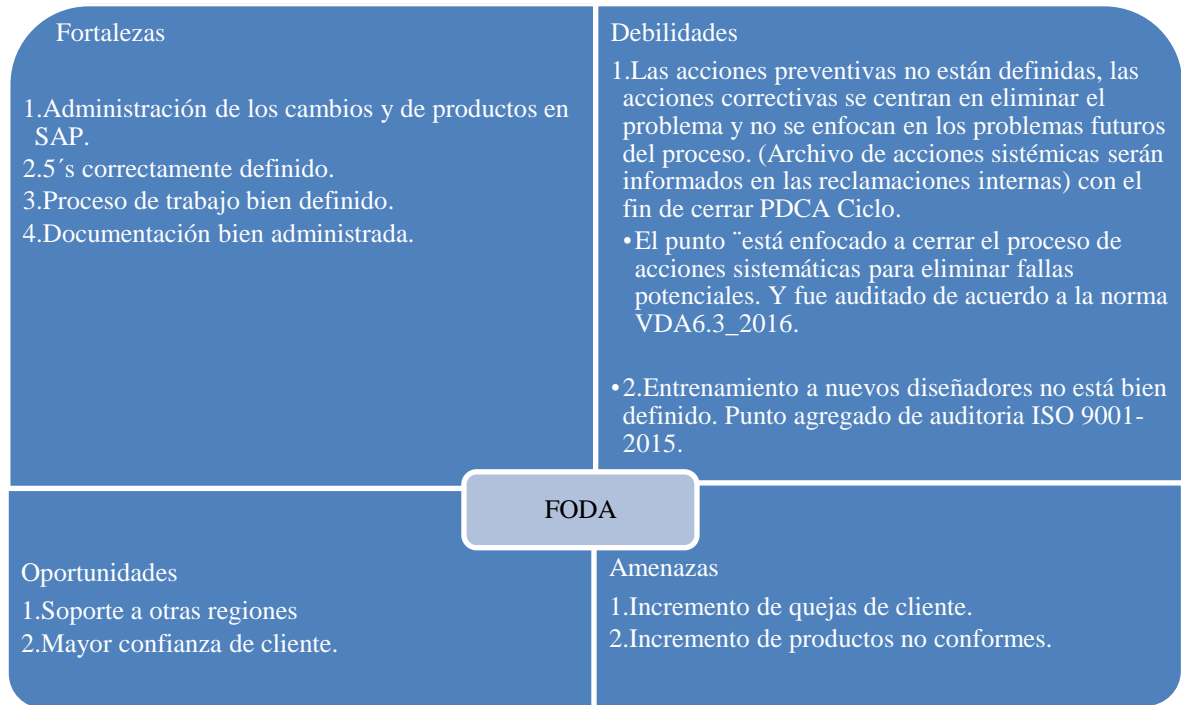 Fortalezas
1.Administración de los cambios y de productos en
SAP.
2.5´s correctamente definido.
3.Proceso de trabajo bien definido.
4.Documentación bien administrada.
Debilidades
1.Las acciones preventivas no están definidas, las
acciones correctivas se centran en eliminar el
problema y no se enfocan en los problemas futuros
del proceso. (Archivo de acciones sistémicas serán
informados en las reclamaciones internas) con el
fin de cerrar PDCA Ciclo.
•El punto ¨está enfocado a cerrar el proceso de
acciones sistemáticas para eliminar fallas
potenciales. Y fue auditado de acuerdo a la norma
VDA6.3_2016.
•2.Entrenamiento a nuevos diseñadores no está bien
definido. Punto agregado de auditoria ISO 9001-
2015.
FODA
Oportunidades
1.Soporte a otras regiones
2.Mayor confianza de cliente.
Amenazas
1.Incremento de quejas de cliente.
2.Incremento de productos no conformes.